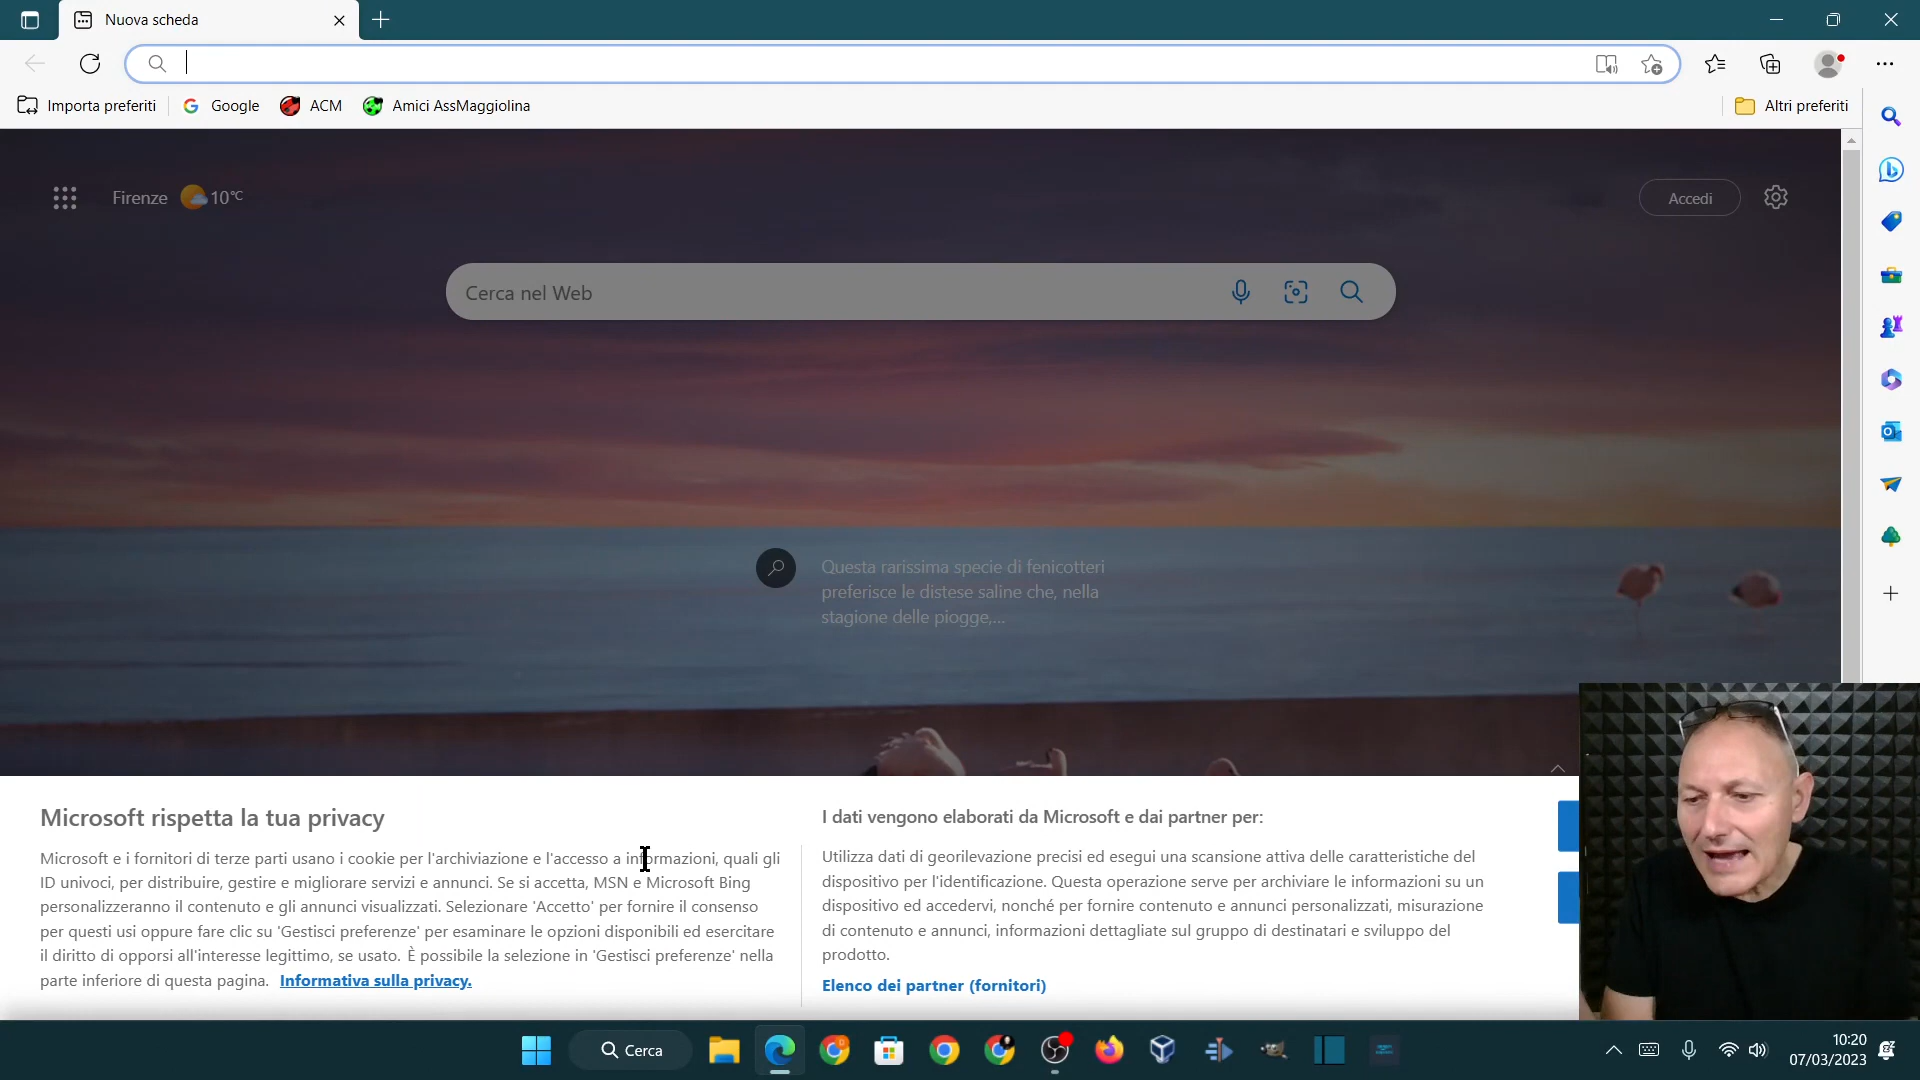 Nuova scheda
Importa preferiti
Google
ACM
Amici AssMaggiolina
Altri preferiti
Firenze
10°C
Accedi
Cerca nel Web
Questa rarissima specie di fenicotteri
preferisce le distese saline che, nella
stagione delle piogge,...
Microsoft rispetta la tua privacy
Microsoft e i fornitori di terze parti usano i cookie per l'archiviazione e l'accesso a informazioni, quali gli
ID univoci, per distribuire, gestire e migliorare servizi e annunci. Se si accetta, MSN e Microsoft Bing
personalizzeranno il contenuto e gli annunci visualizzati. Selezionare 'Accetto' per fornire il consenso
per questi usi oppure fare clic su 'Gestisci preferenze' per esaminare le opzioni disponibili ed esercitare
il diritto di opporsi all'interesse legittimo, se usato. È possibile la selezione in 'Gestisci preferenze' nella
parte inferiore di questa pagina. Informativa sulla privacy.
I dati vengono elaborati da Microsoft e dai partner per:
Utilizza dati di georilevazione precisi ed esegui una scansione attiva delle caratteristiche del
dispositivo per l'identificazione. Questa operazione serve per archiviare le informazioni su un
dispositivo ed accedervi, nonché per fornire contenuto e annunci personalizzati, misurazione
di contenuto e annunci, informazioni dettagliate sul gruppo di destinatari e sviluppo del
prodotto.
Elenco dei partner (fornitori)
Cerca
10:20
07/03/2023